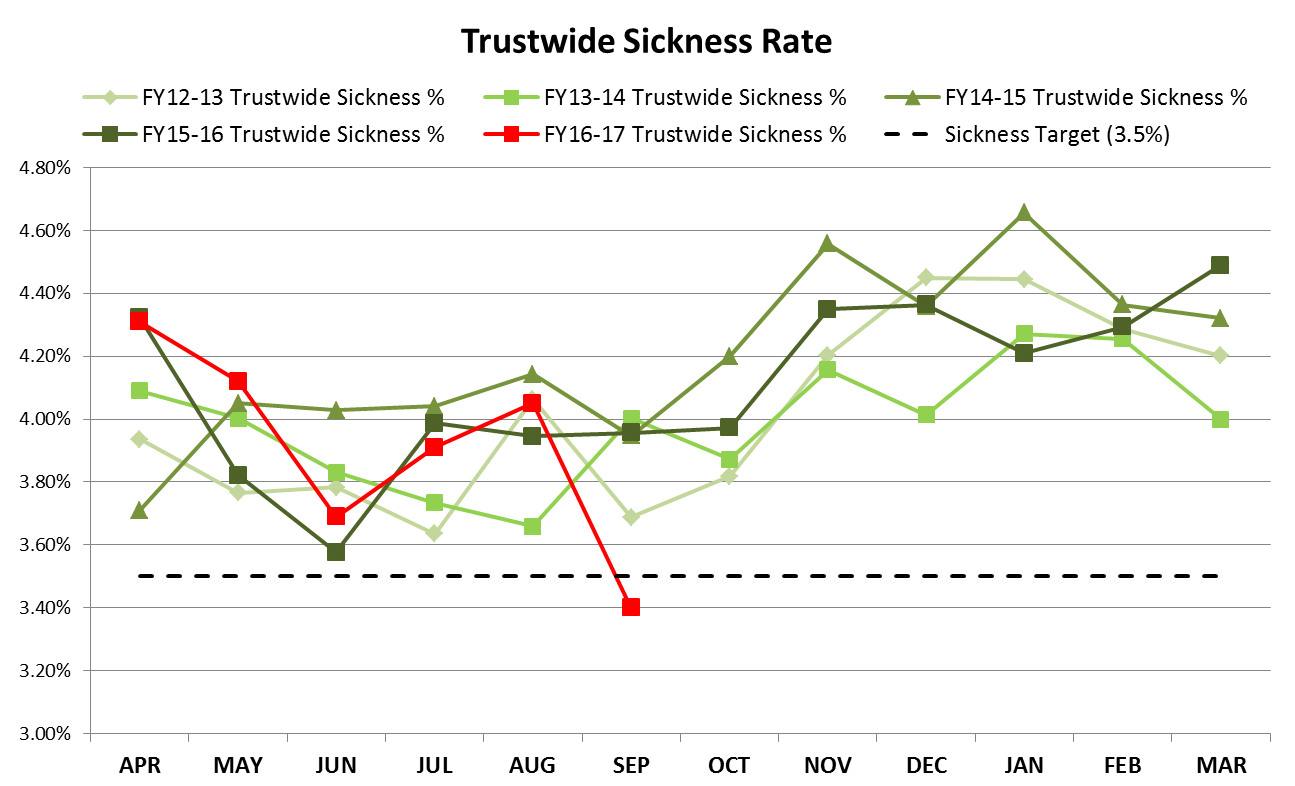 Trustwide Sickness Rate
FY12-13 Trustwide Sickness % FY13-14 Trustwide Sickness % FY14-15 Trustwide Sickness %
FY15-16 Trustwide Sickness % FY16-17 Trustwide Sickness % Sickness Target (3.5%)
4.80%
4.60%
4.40%
4.20%
4.00%
3.80%
3.60%
3.40%
3.20%
3.00%
APR MAY JUN JUL AUG SEP OCT NOV DEC JAN FEB MAR